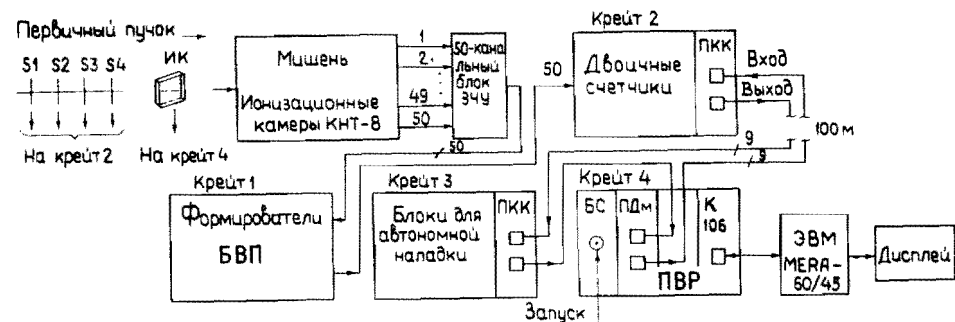 Первичный пучок
S1 S2 S3 S4
ИК
На крейт 2
На крейт 4
Мишень
Ионизационные
камеры КНТ-8
1
2
49
50
50-кана
льный
блок
ЗЧУ
50
50
Крейт 2
Двоичные
счетчики
ПКК
Вход
Выход
100 м
9
9
Крейт 1
Формирователи
БВП
Крейт 3
Блоки для
автономной
наладки
ПКК
Крейт 4
БС
ПДм
К
106
ПВР
Запуск
ЭВМ
MERA-
60/45
Дисплей